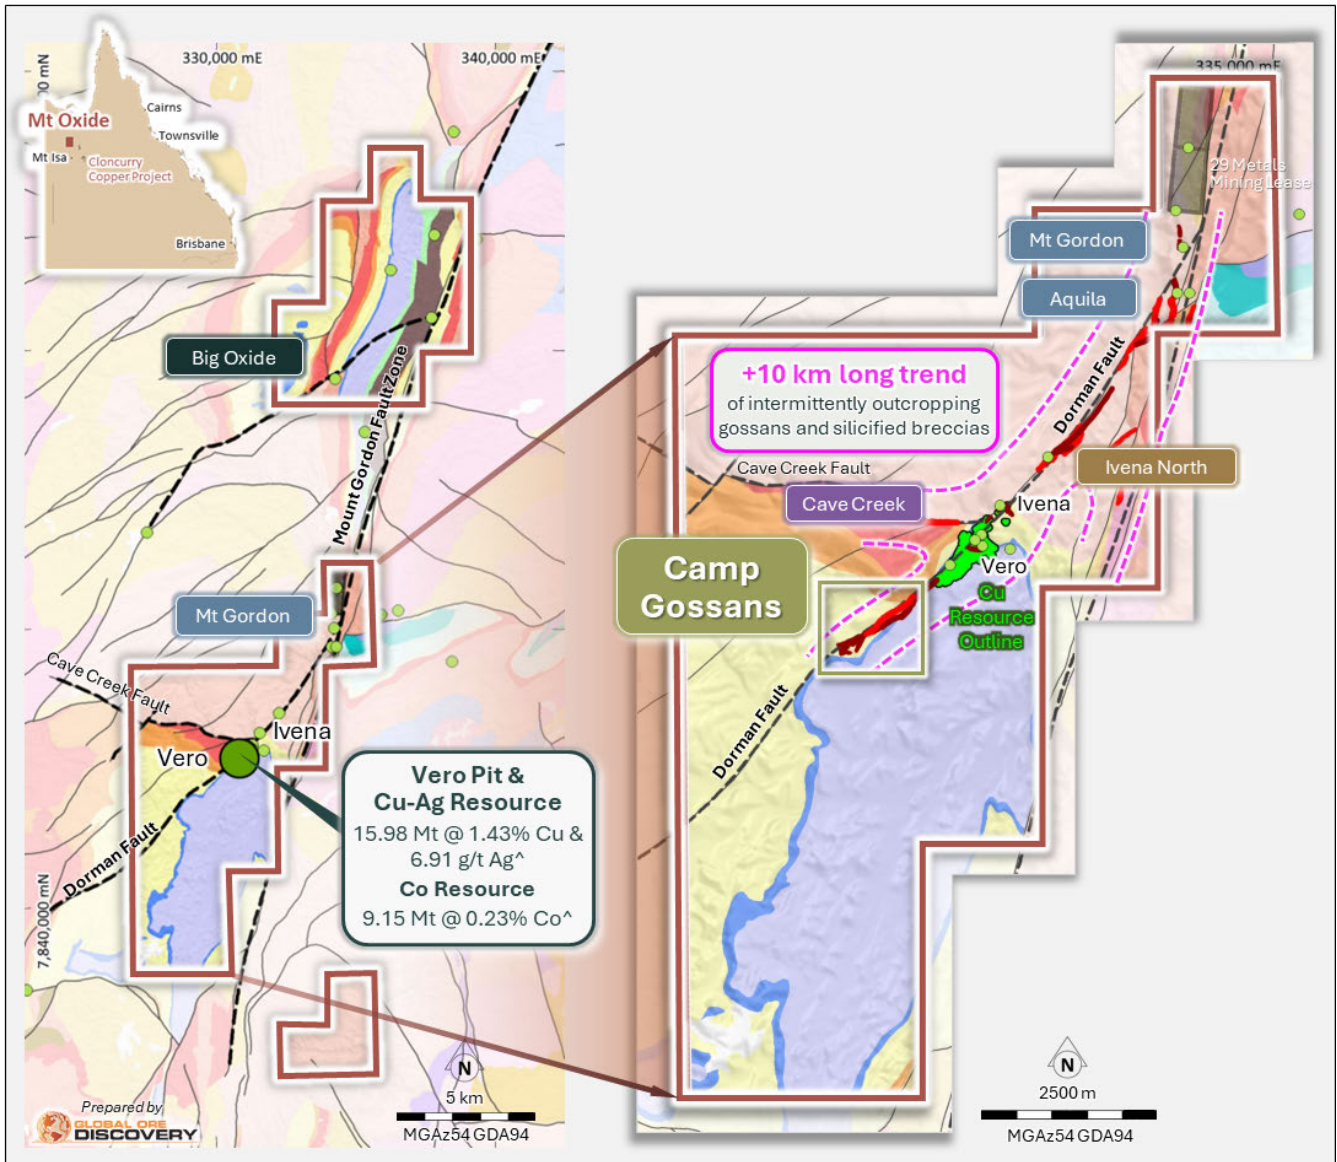 330,000 mE
340,000 mE
00 mN
Cairns
Mt Oxide
Townsville
Mt Isa
Cloncurry
Copper Project
Brisbane
Big Oxide
Mount Gordon Fault Zone
Mt Gordon
Cave Creek Fault
Ivena
Vero
Dorman Fault
7,840,000 mN
Vero Pit &
Cu-Ag Resource
15.98 Mt @ 1.43% Cu &
6.91 g/t Ag^
Co Resource
9.15 Mt @ 0.23% Co^
Prepared by
GLOBAL ORE
DISCOVERY
N
5 km
MGAz54 GDA94
335,000 mE
29 Metals
Mining Lease
Mt Gordon
Aquila
+10 km long trend
of intermittently outcropping
gossans and silicified breccias
Dorman Fault
Cave Creek Fault
Ivena North
Cave Creek
Ivena
Camp
Gossans
Vero
Cu
Resource
Outline
Dorman Fault
N
2500 m
MGAz54 GDA94